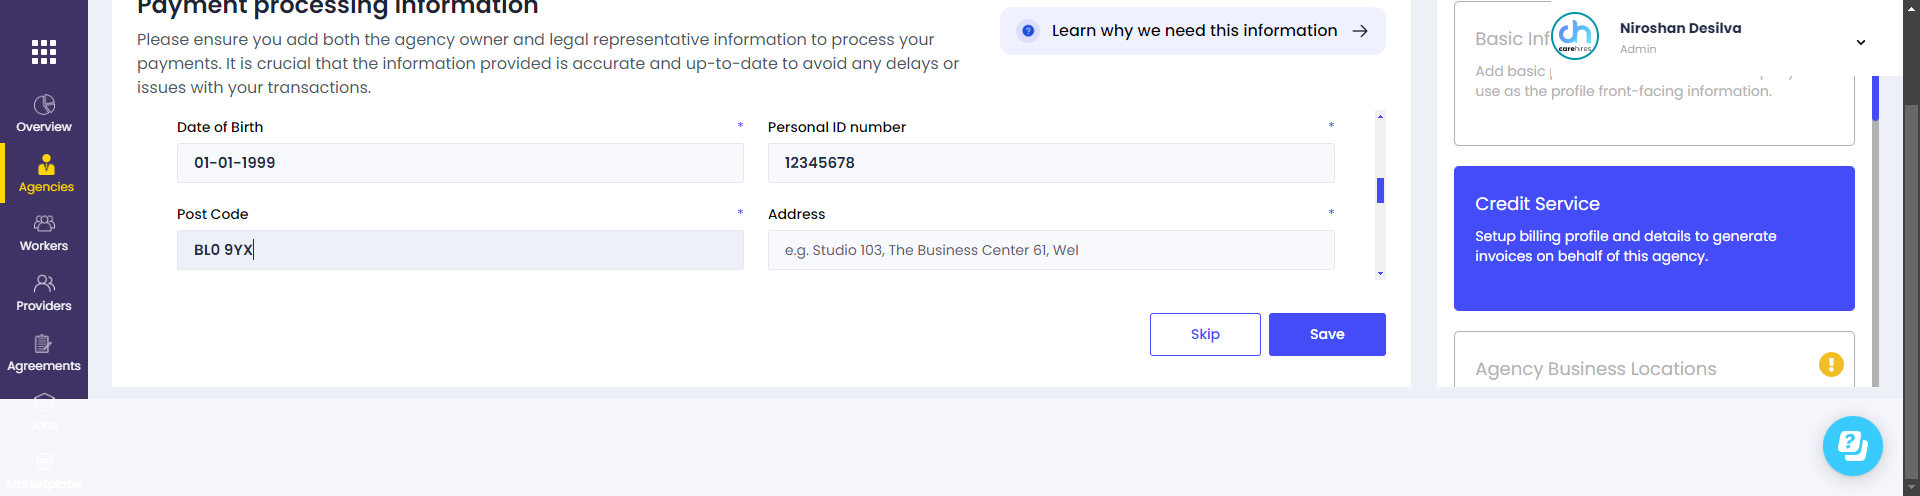 Payment processing information
Please ensure you add both the agency owner and legal representative information to process your
payments. It is crucial that the information provided is accurate and up-to-date to avoid any delays or
issues with your transactions.
Learn why we need this information
Date of Birth *
01-01-1999
Personal ID number *
12345678
Post Code *
BL0 9YX
Address *
e.g. Studio 103, The Business Center 61, Wel
Skip
Save
Overview
Agencies
Workers
Providers
Agreements
Jobs
Marketplace
Basic Inf
Add basic
use as the profile front-facing information.
ch
carehires
Niroshan Desilva
Admin
Credit Service
Setup billing profile and details to generate
invoices on behalf of this agency.
Agency Business Locations